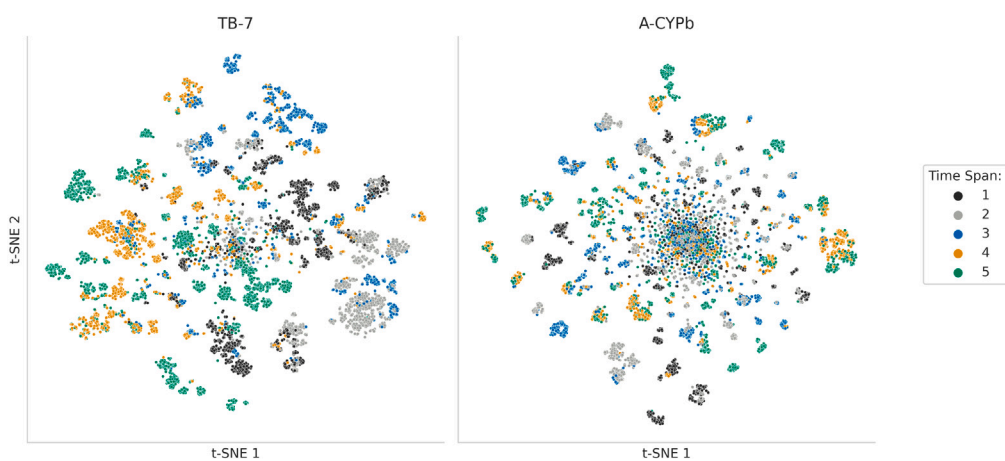 TB-7
A-CYPb
t-SNE 2
t-SNE 1
t-SNE 1
Time Span:
1
2
3
4
5